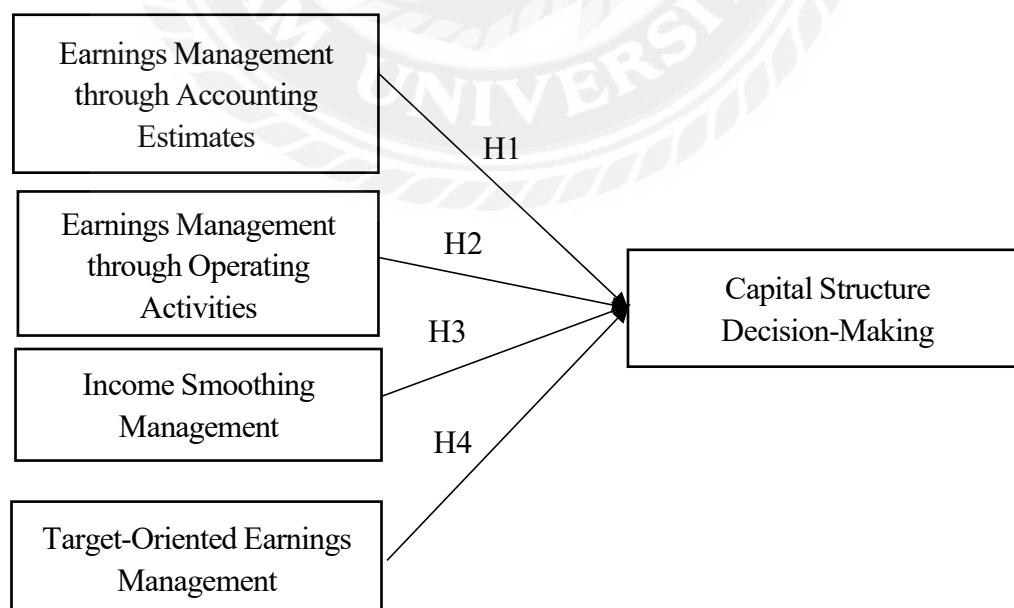 UNIVERS
Earnings Management
through Accounting
Estimates
H1
Earnings Management
through Operating
Activities
H2
Capital Structure
Decision-Making
H3
Income Smoothing
Management
H4
Target-Oriented Earnings
Management